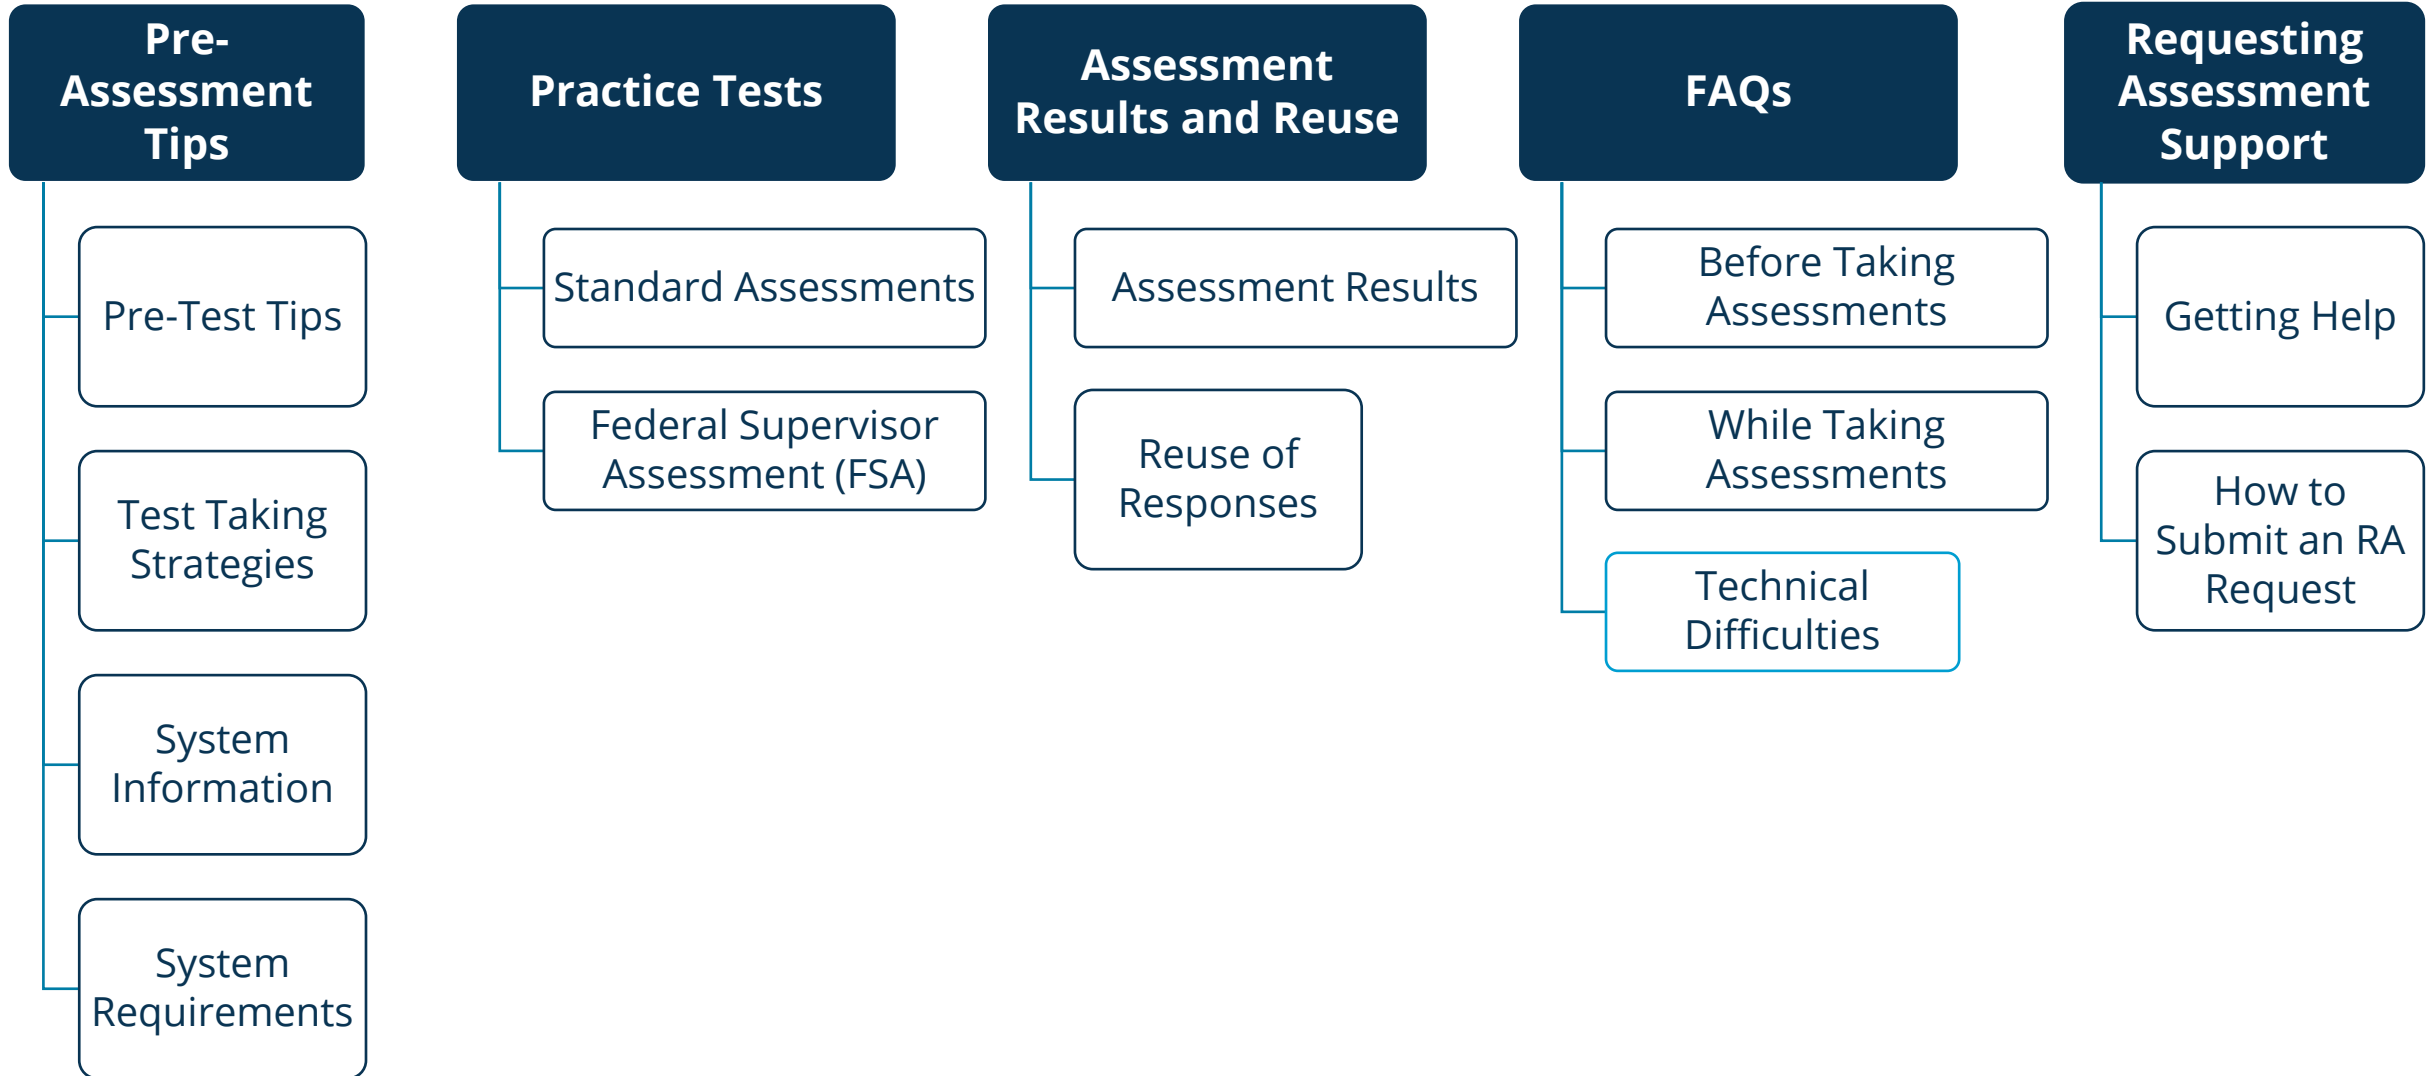 Pre-
Assessment
Tips
Pre-Test Tips
Test Taking
Strategies
System
Information
System
Requirements
Practice Tests
Standard Assessments
Federal Supervisor
Assessment (FSA)
Assessment
Results and Reuse
Assessment Results
Reuse of
Responses
FAQs
Before Taking
Assessments
While Taking
Assessments
Technical
Difficulties
Requesting
Assessment
Support
Getting Help
How to
Submit an RA
Request